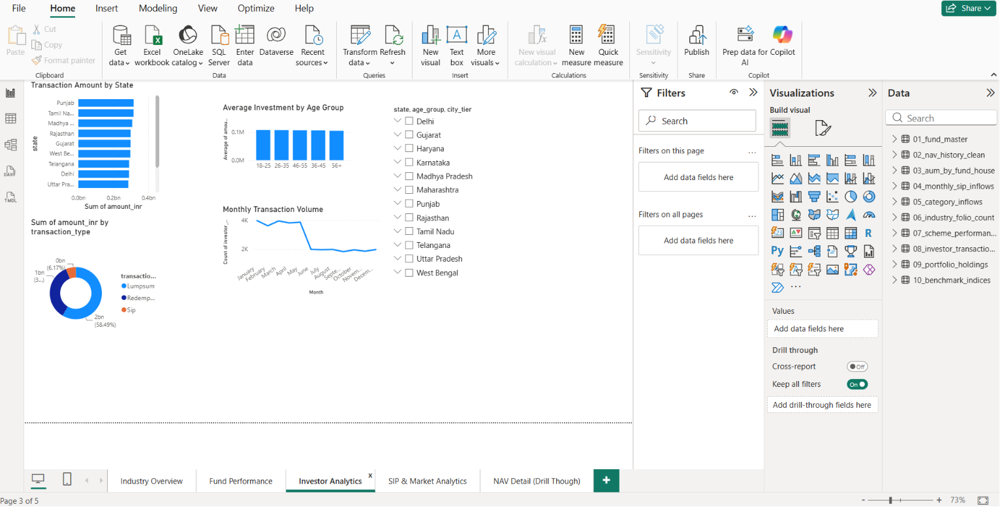 File Home Insert Modeling View Optimize Help Share
Paste
Cut
Copy
Format painter
Clipboard
Get data
Excel workbook
OneLake catalog
SQL Server
Enter data
Dataverse
Recent sources
Data
Transform data
Refresh
Queries
New visual
Text box
More visuals
Insert
New visual calculation
New measure
Quick measure
Calculations
Sensitivity
Sensitivity
Publish
Share
Prep data for AI
Copilot
Copilot
DAX
TMDL
Transaction Amount by State
state
Punjab
Tamil Na...
Madhya ...
Rajasthan
Gujarat
West Be...
Telangana
Delhi
Uttar Pra...
0.0bn 0.2bn 0.4bn
Sum of amount_inr
Average Investment by Age Group
Average of amou...
0.1M
0.0M
18-25 26-35 46-55 36-45 56+
state, age_group, city_tier
Delhi
Gujarat
Haryana
Karnataka
Madhya Pradesh
Maharashtra
Punjab
Rajasthan
Tamil Nadu
Telangana
Uttar Pradesh
West Bengal
Sum of amount_inr by
transaction_type
0bn
(6.17%)
1bn
(3...)
2bn
(58.49%)
transactio...
Lumpsum
Redemp...
Sip
Monthly Transaction Volume
Count of investor_...
4K
2K
January
February
March
April
May
June
July
August
Septe...
October
Novem...
Decem...
Month
Filters
Search
Filters on this page ...
Add data fields here
Filters on all pages ...
Add data fields here
Visualizations
Build visual
123
R
Py
...
Values
Add data fields here
Drill through
Cross-report Off
Keep all filters On
Add drill-through fields here
Data
Search
01_fund_master
02_nav_history_clean
03_aum_by_fund_house
04_monthly_sip_inflows
05_category_inflows
06_industry_folio_count
07_scheme_performan...
08_investor_transactio...
09_portfolio_holdings
10_benchmark_indices
Industry Overview
Fund Performance
Investor Analytics x
SIP & Market Analytics
NAV Detail (Drill Though)
+
Page 3 of 5
- + 73%